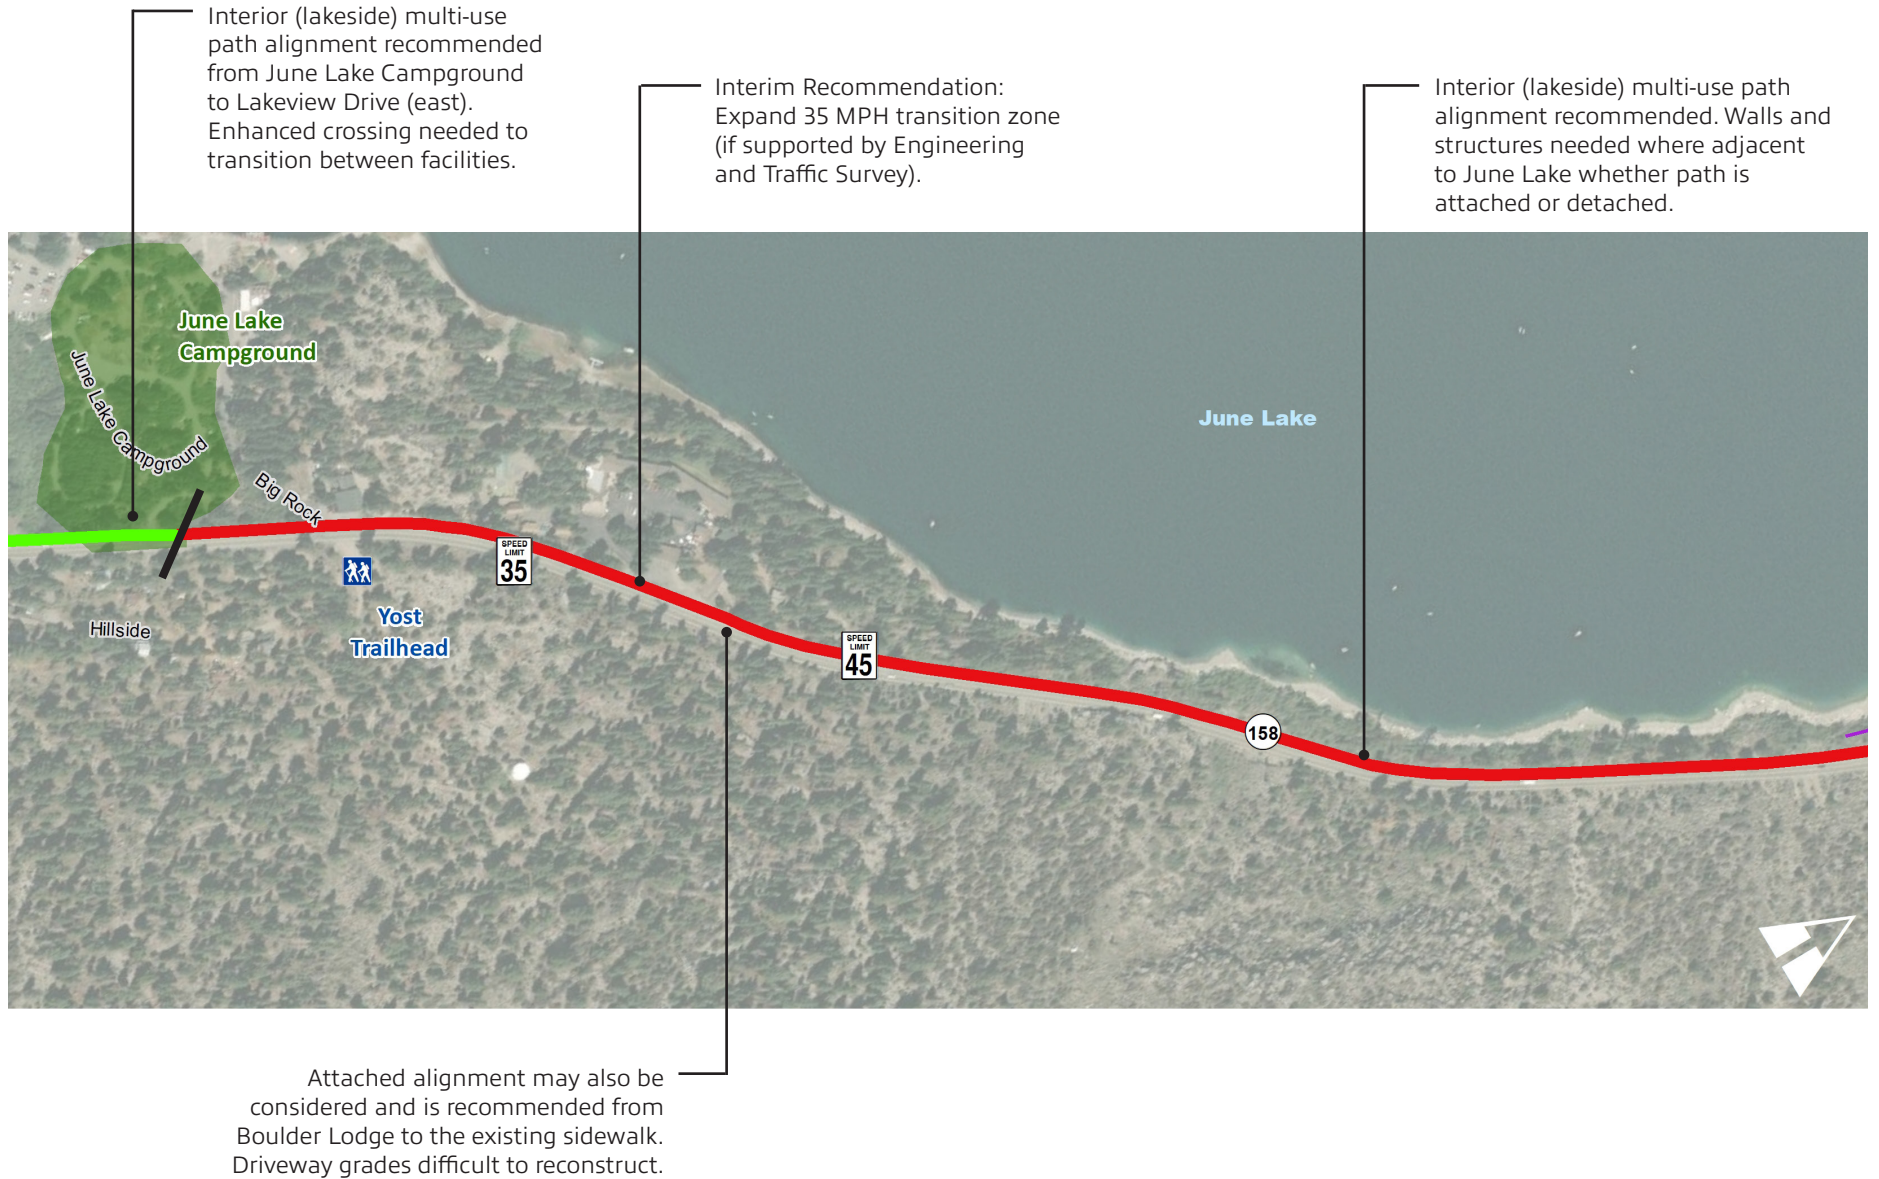 Interior (lakeside) multi-use
path alignment recommended
from June Lake Campground
to Lakeview Drive (east).
Enhanced crossing needed to
transition between facilities.
Interim Recommendation:
Expand 35 MPH transition zone
(if supported by Engineering
and Traffic Survey).
Interior (lakeside) multi-use path
alignment recommended. Walls and
structures needed where adjacent
to June Lake whether path is
attached or detached.
June Lake
Campground
June Lake Campground
Big Rock
June Lake
SPEED
LIMIT
35
Yost
Trailhead
Hillside
SPEED
LIMIT
45
158
Attached alignment may also be
considered and is recommended from
Boulder Lodge to the existing sidewalk.
Driveway grades difficult to reconstruct.